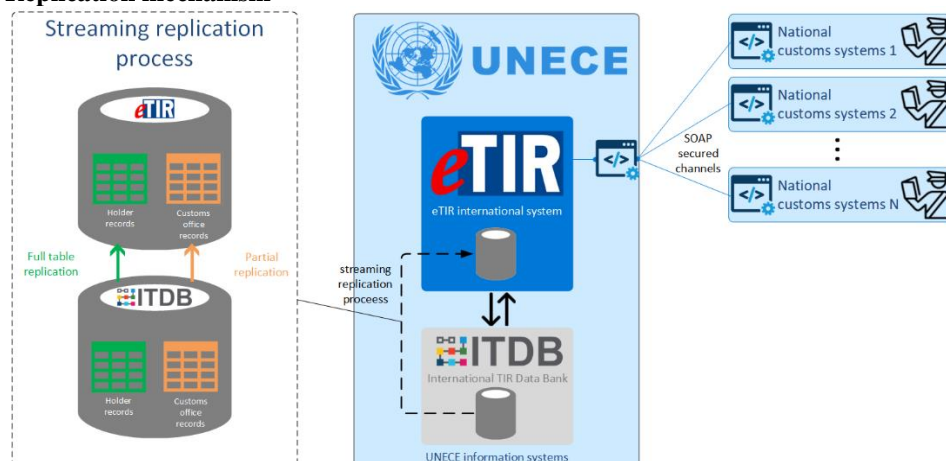 Replication mechanism
Streaming replication
process
eTIR
Holder
records
Customs
office
records
Full table
replication
Partial
replication
ITDB
Holder
records
Customs
office
records
UNECE
eTIR
eTIR international system
streaming
replication
proceess
ITDB
International TIR Data Bank
UNECE information systems
</>
SOAP
secured
channels
</>
National
customs systems 1
</>
National
customs systems 2
</>
National
customs systems N